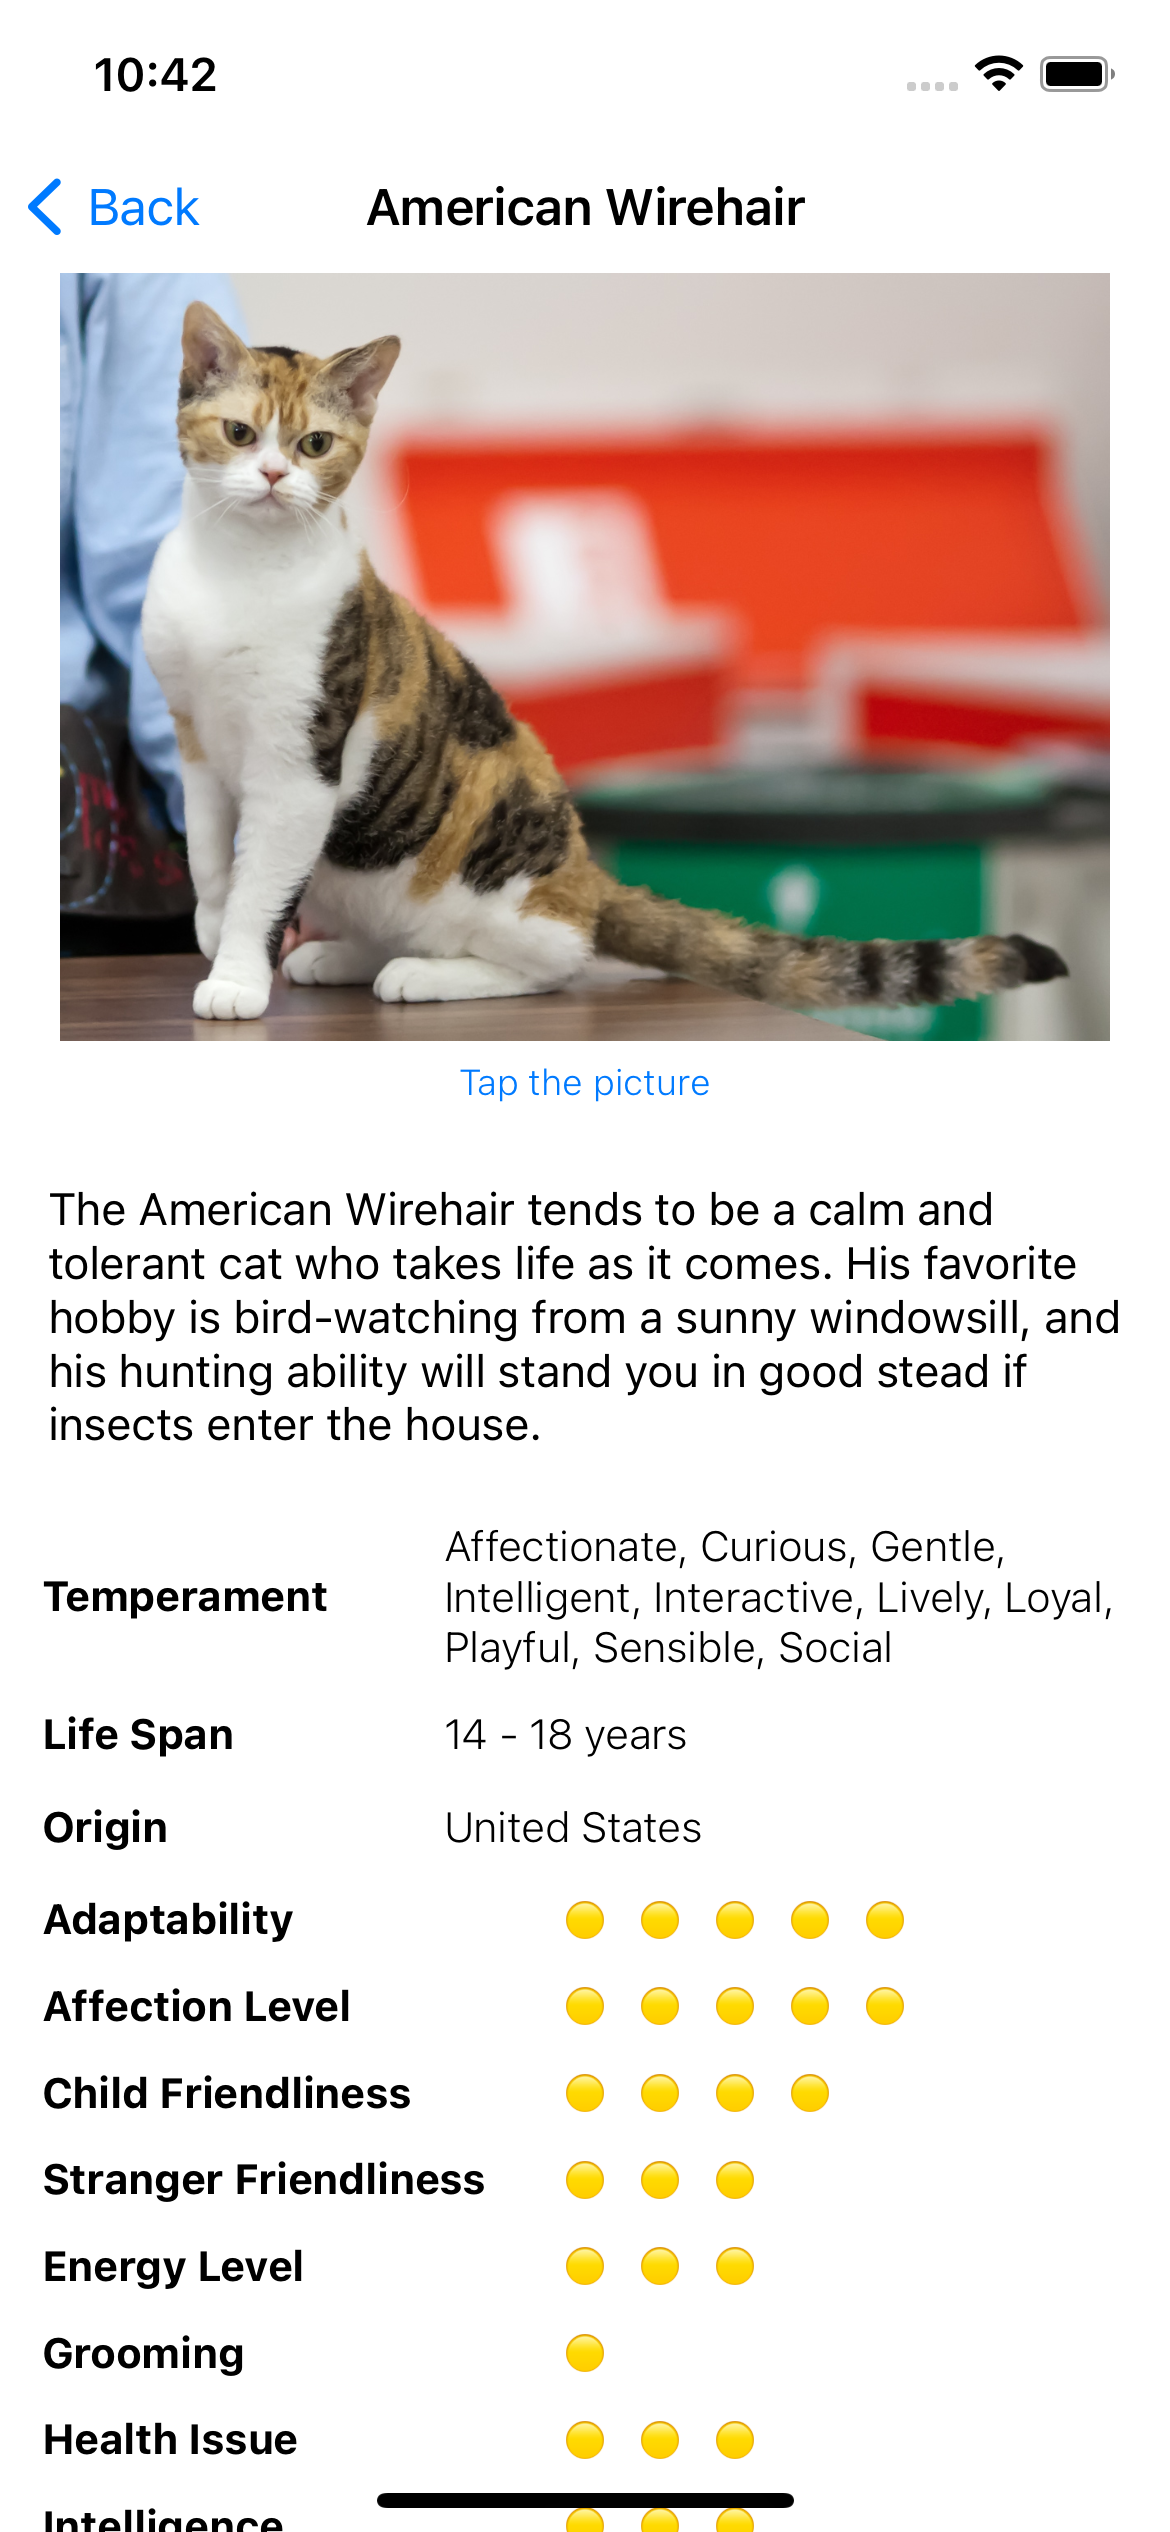 10:42
Back
American Wirehair
Tap the picture
The American Wirehair tends to be a calm and
tolerant cat who takes life as it comes. His favorite
hobby is bird-watching from a sunny windowsill, and
his hunting ability will stand you in good stead if
insects enter the house.
Temperament
Affectionate, Curious, Gentle,
Intelligent, Interactive, Lively, Loyal,
Playful, Sensible, Social
Life Span
14 - 18 years
Origin
United States
Adaptability
Affection Level
Child Friendliness
Stranger Friendliness
Energy Level
Grooming
Health Issue
Intelligence